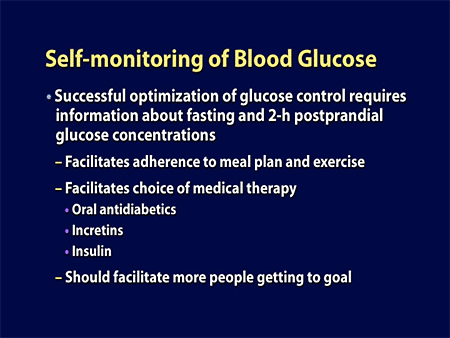 Self-monitoring of Blood Glucose
• Successful optimization of glucose control requires
information about fasting and 2-h postprandial
glucose concentrations
– Facilitates adherence to meal plan and exercise
– Facilitates choice of medical therapy
• Oral antidiabetics
• Incretins
• Insulin
– Should facilitate more people getting to goal